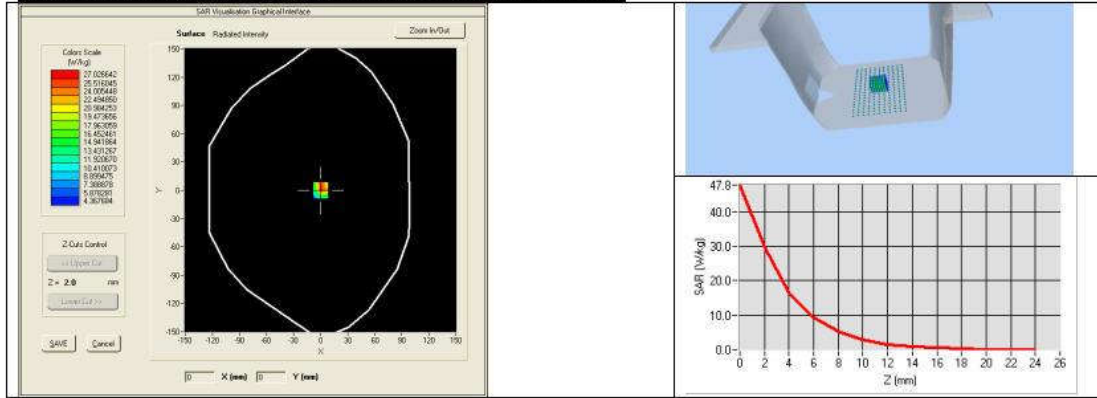 SAR Visualisation Graphical Interface
Surface Radiated Intensity
Zoom In/Out
Colors Scale
(W/kg)
27.026642
25.516045
24.005448
22.494850
20.984253
19.473656
17.963059
16.452461
14.941864
13.431267
11.920670
10.410073
8.899475
7.388878
5.878281
4.367684
Z-Cuts Control
<< Upper Cut
Z = 2.0 mm
Lower Cut >>
SAVE Cancel
150
120
90
60
30
0
-30
-60
-90
-120
-150
Y
-150 -120 -90 -60 -30 0 30 60 90 120 150
X
0 X (mm) 0 Y (mm)
47.8
40.0
30.0
20.0
10.0
0.0
SAR (W/kg)
0 2 4 6 8 10 12 14 16 18 20 22 24 26
Z (mm)